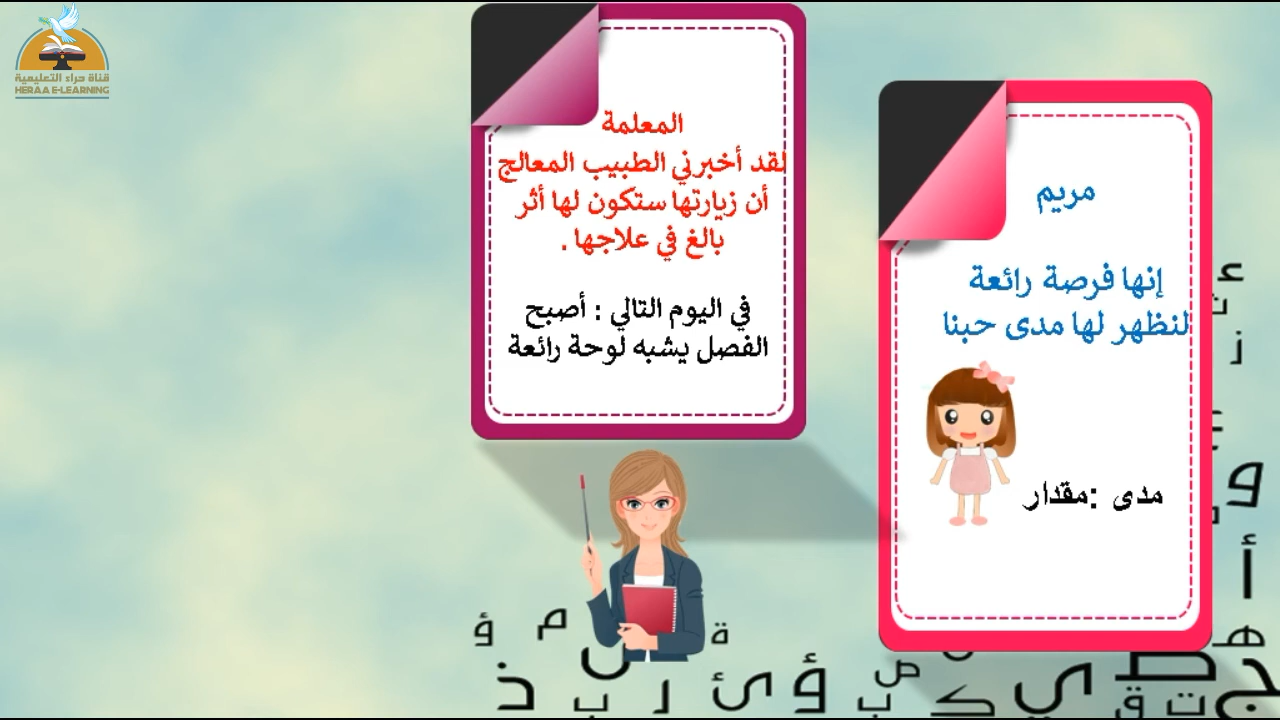 قناة حراء التعليمية
HERAA E-LEARNING
مريم
إنها فرصة رائعة
لنظهر لها مدى حبنا
مدى :مقدار
المعلمة
لقد أخبرني الطبيب المعالج
أن زيارتها ستكون لها أثر
بالغ في علاجها .
في اليوم التالي : أصبح
الفصل يشبه لوحة رائعة